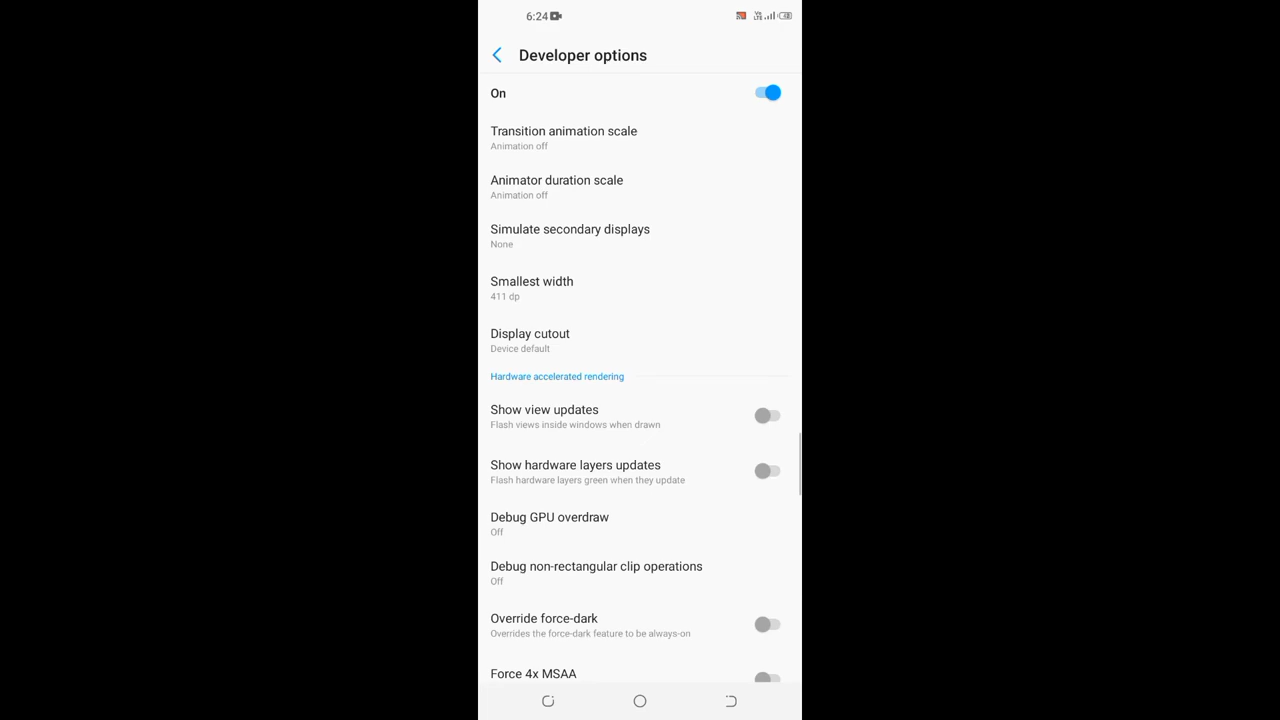 6:24
Developer options
On
Transition animation scale
Animation off
Animator duration scale
Animation off
Simulate secondary displays
None
Smallest width
411 dp
Display cutout
Device default
Hardware accelerated rendering
Show view updates
Flash views inside windows when drawn
Show hardware layers updates
Flash hardware layers green when they update
Debug GPU overdraw
Off
Debug non-rectangular clip operations
Off
Override force-dark
Overrides the force-dark feature to be always-on
Force 4x MSAA